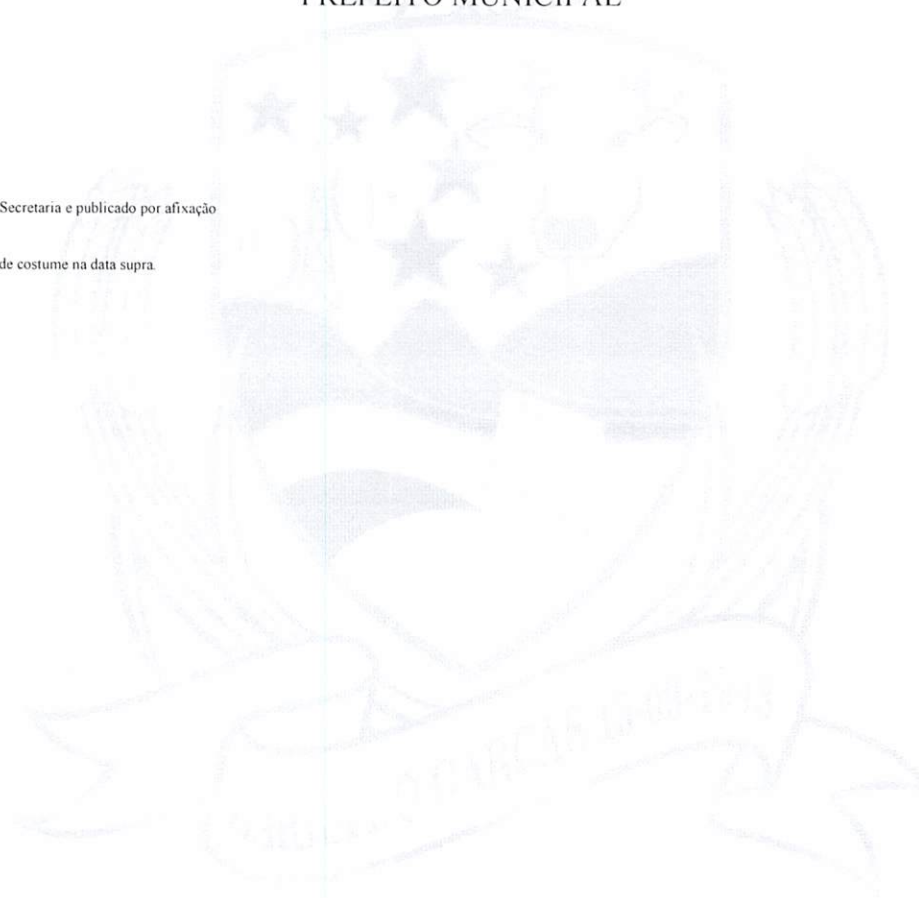 PREFEITO MUNICIPAL
Secretaria e publicado por afixação
de costume na data supra.